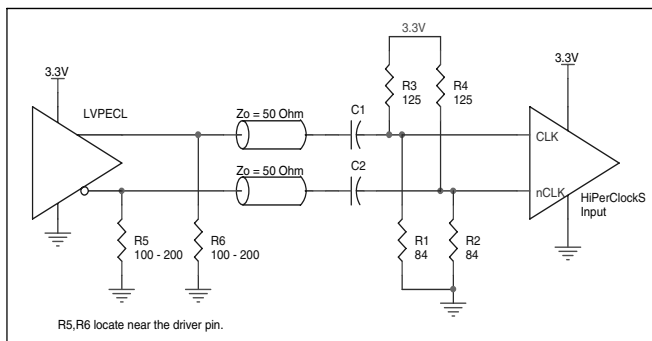 3.3V
3.3V
R3
125
R4
125
3.3V
LVPECL
Zo = 50 Ohm
C1
CLK
Zo = 50 Ohm
C2
nCLK
HiPerClockS
Input
R5
100 - 200
R6
100 - 200
R1
84
R2
84
R5,R6 locate near the driver pin.